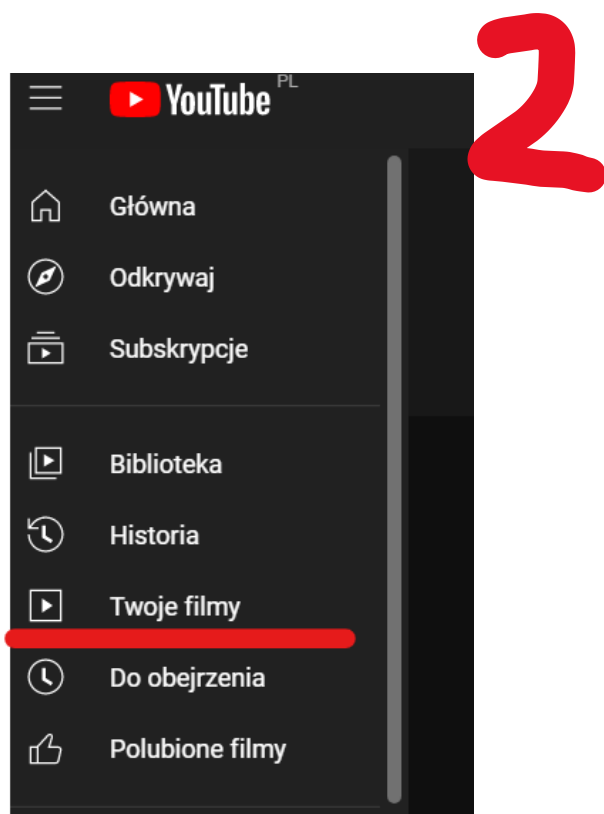 2
YouTube PL
Główna
Odkrywaj
Subskrypcje
Biblioteka
Historia
Twoje filmy
Do obejrzenia
Polubione filmy